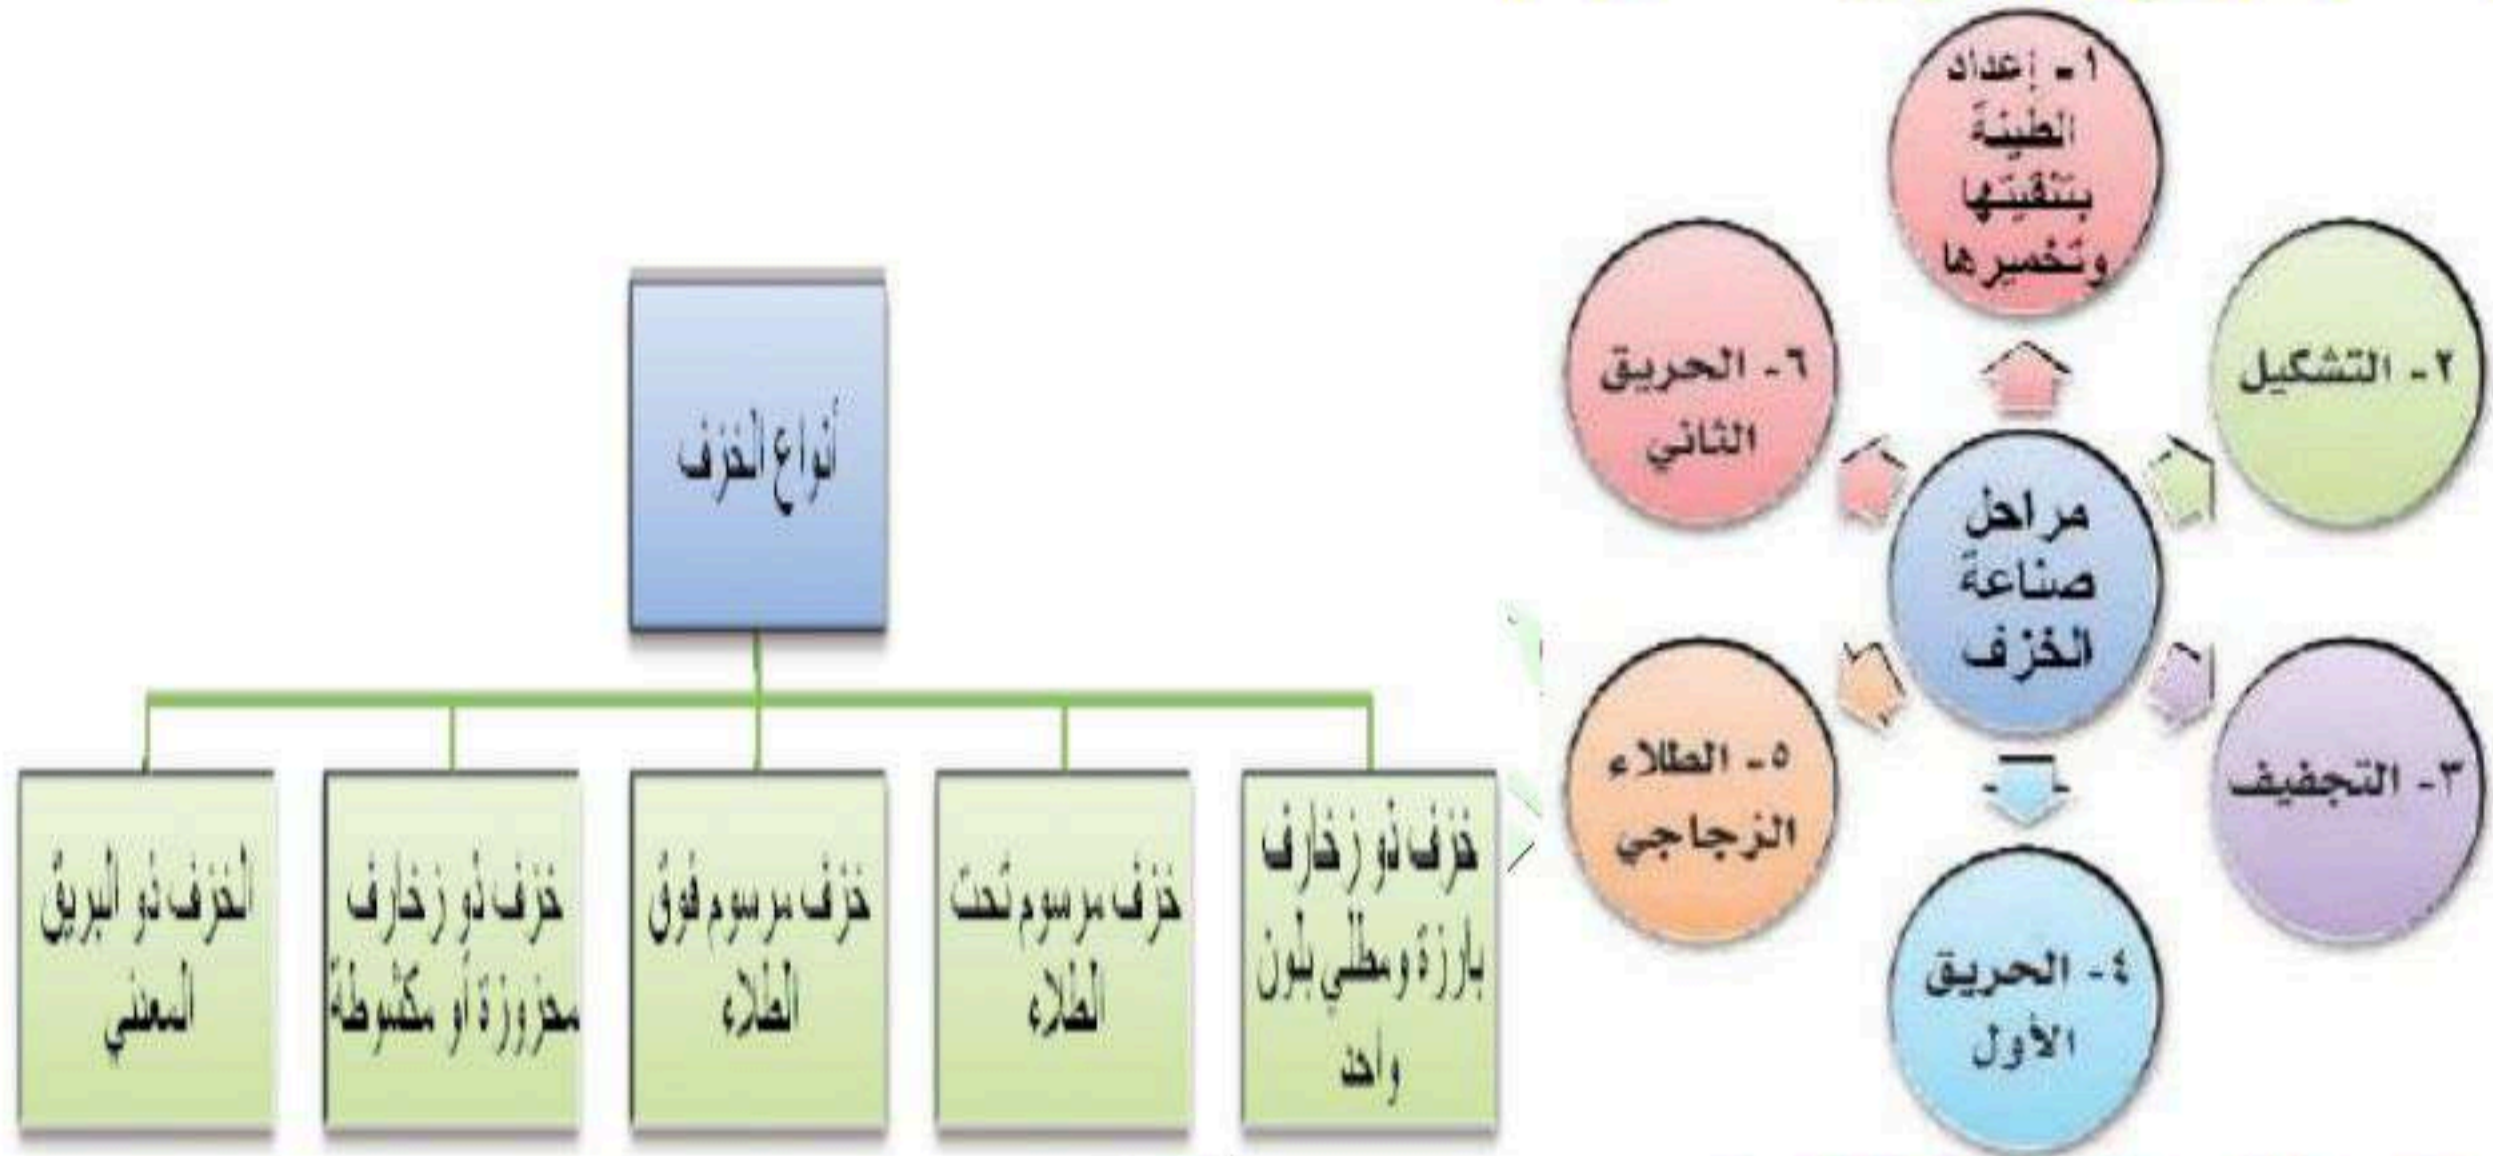 مراحل
صناعة
الخزف
١- إعداد
الطينة
بتنقيتها
وتخميرها
٢- التشكيل
٣- التجفيف
٤- الحريق
الأول
٥- الطلاء
الزجاجي
٦- الحريق
الثاني
أنواع الخزف
خزف ذو زخارف
بارزة ومطلي بلون
واحد
خزف مرسوم تحت
الطلاء
خزف مرسوم فوق
الطلاء
خزف ذو زخارف
محزوزة أو مكشوطة
الخزف ذو البريق
المعدني